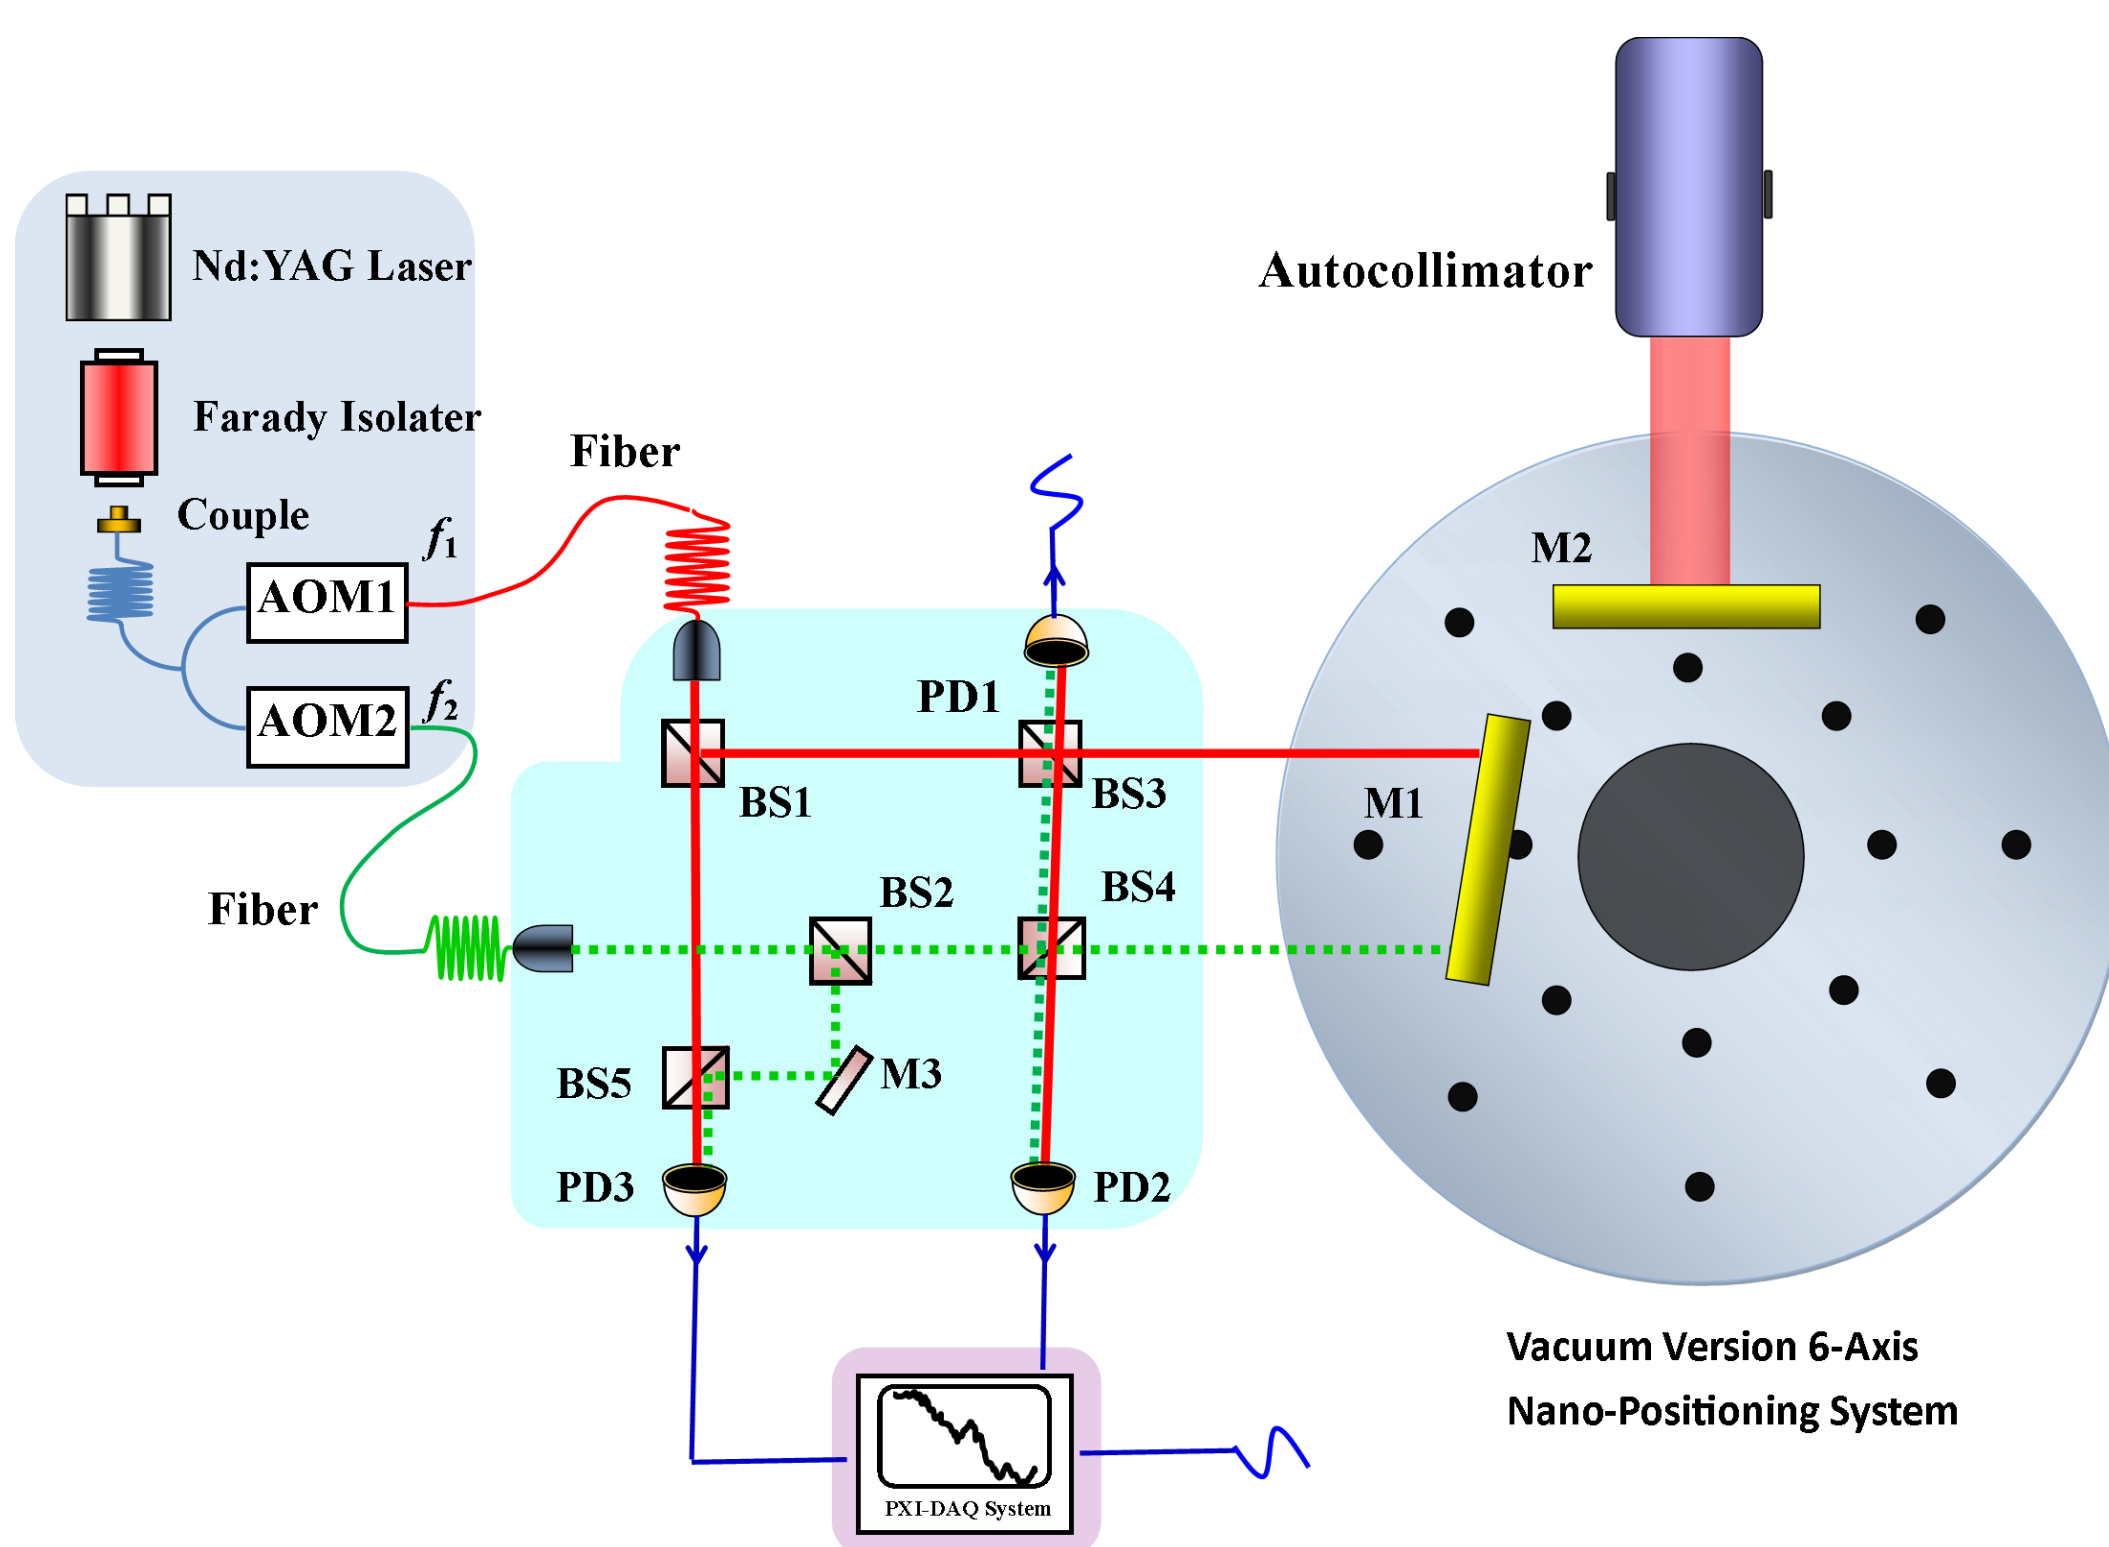 Nd:YAG Laser
Farady Isolater
Couple
f1
AOM1
f2
AOM2
Fiber
Fiber
Autocollimator
M2
M1
PD1
BS1
BS3
BS2
BS4
BS5
M3
PD3
PD2
PXI-DAQ System
Vacuum Version 6-Axis
Nano-Positioning System